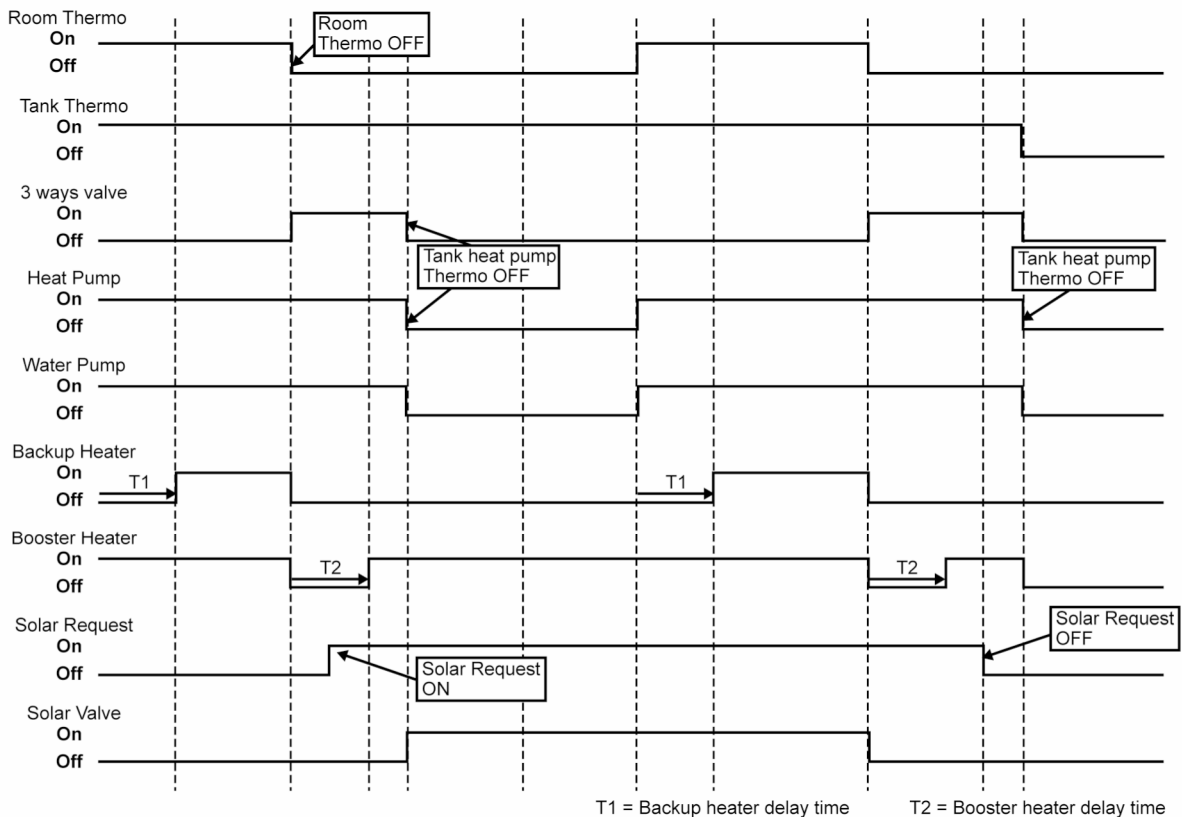 Room Thermo
On
Off
Room
Thermo OFF
Tank Thermo
On
Off
3 ways valve
On
Off
Tank heat pump
Thermo OFF
Tank heat pump
Thermo OFF
Heat Pump
On
Off
Water Pump
On
Off
Backup Heater
On
Off
T1
T1
Booster Heater
On
Off
T2
T2
Solar Request
On
Off
Solar Request
ON
Solar Request
OFF
Solar Valve
On
Off
T1 = Backup heater delay time
T2 = Booster heater delay time